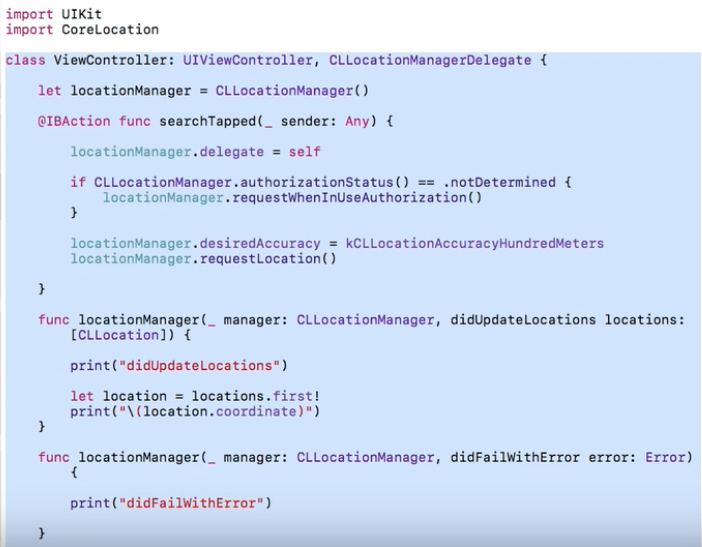 import UIKit
import CoreLocation
class ViewController: UIViewController, CLLocationManagerDelegate {
let locationManager = CLLocationManager()
@IBAction func searchTapped(_ sender: Any) {
locationManager.delegate = self
if CLLocationManager.authorizationStatus() == .notDetermined {
locationManager.requestWhenInUseAuthorization()
}
locationManager.desiredAccuracy = kCLLocationAccuracyHundredMeters
locationManager.requestLocation()
}
func locationManager(_ manager: CLLocationManager, didUpdateLocations locations:
[CLLocation]) {
print("didUpdateLocations")
let location = locations.first!
print("\(location.coordinate)")
}
func locationManager(_ manager: CLLocationManager, didFailWithError error: Error)
{
print("didFailWithError")
}